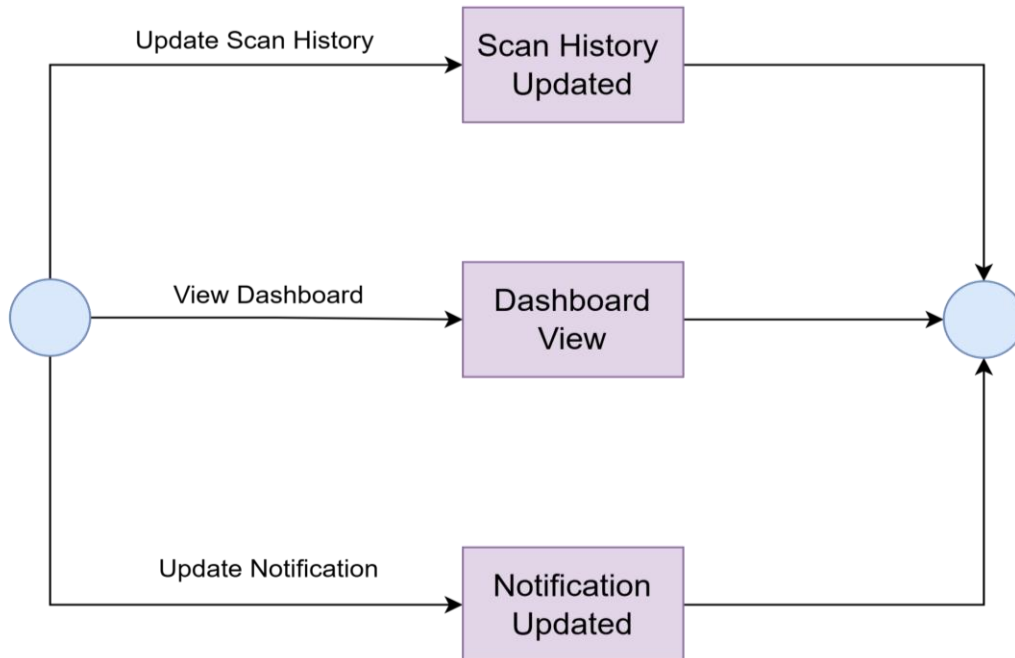 Update Scan History
Scan History
Updated
View Dashboard
Dashboard
View
Update Notification
Notification
Updated